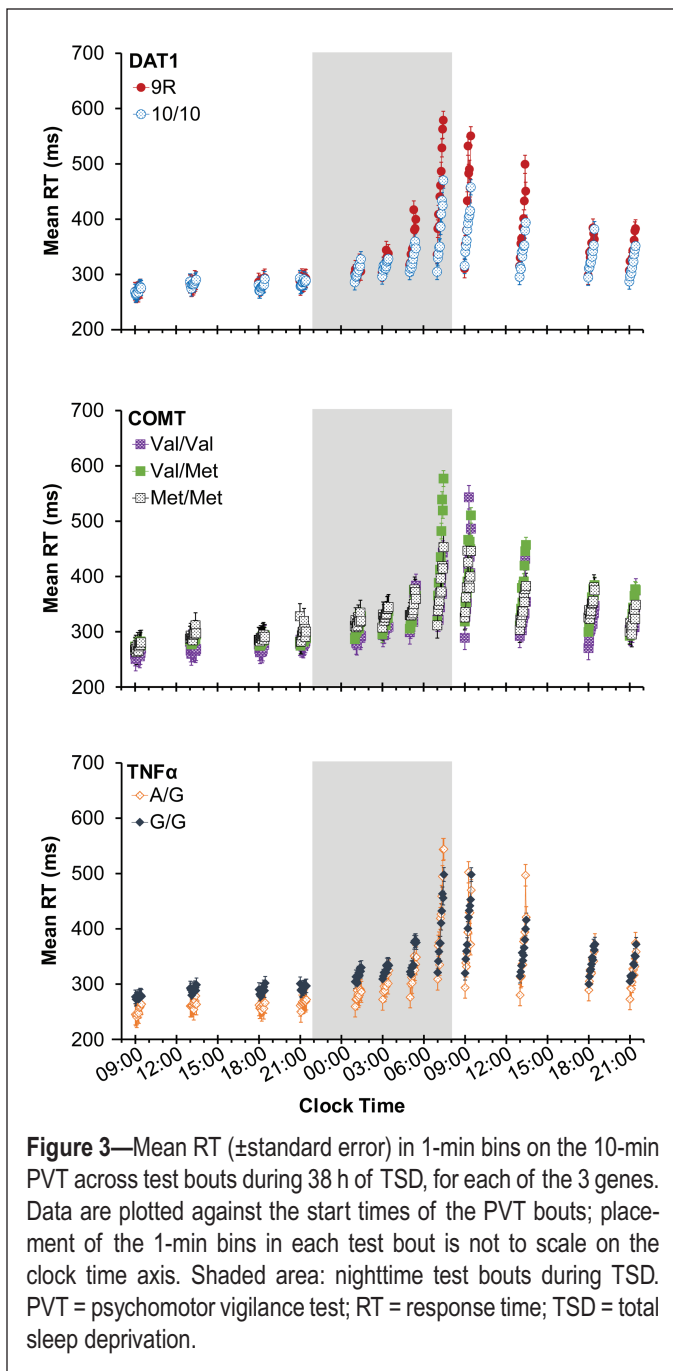 700
DAT1
9R
10/10
600
500
400
300
200
Mean RT (ms)
700
COMT
Val/Val
Val/Met
Met/Met
600
500
400
300
200
Mean RT (ms)
700
TNFα
A/G
G/G
600
500
400
300
200
Mean RT (ms)
09:00 12:00 15:00 18:00 21:00 00:00 03:00 06:00 09:00 12:00 15:00 18:00 21:00
Clock Time
Figure 3—Mean RT (±standard error) in 1-min bins on the 10-min
PVT across test bouts during 38 h of TSD, for each of the 3 genes.
Data are plotted against the start times of the PVT bouts; place-
ment of the 1-min bins in each test bout is not to scale on the
clock time axis. Shaded area: nighttime test bouts during TSD.
PVT = psychomotor vigilance test; RT = response time; TSD = total
sleep deprivation.